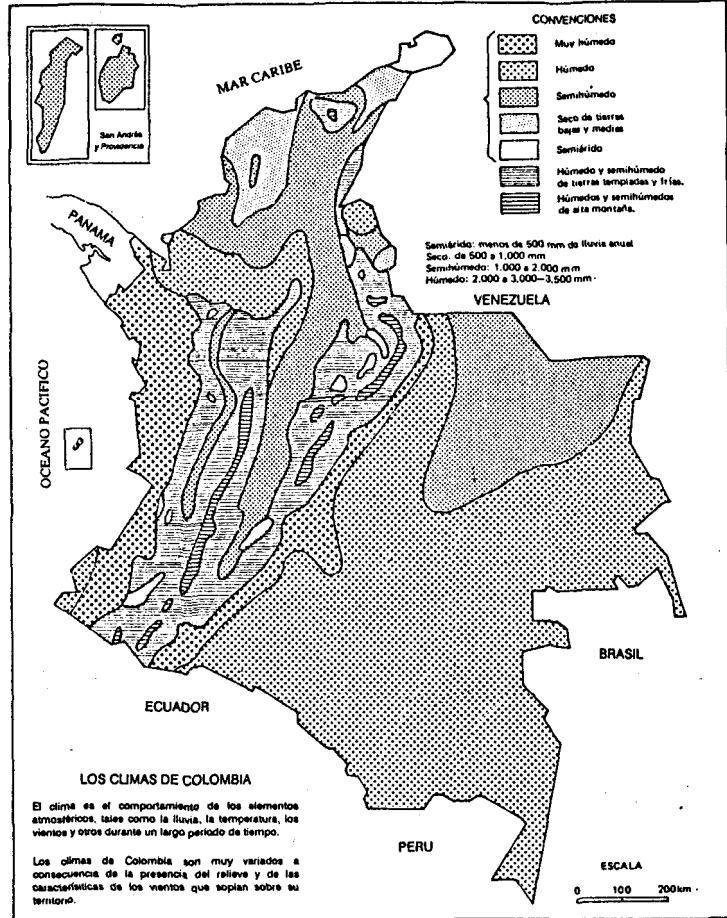 CONVENCIONES
Muy húmedo
Húmedo
Semihúmedo
Seco de tierras
bajas y medias
Semiárido
Húmedo y semihúmedo
de tierras templadas y frías.
Húmedos y semihúmedos
de alta montaña.
Semiárido: menos de 500 mm de lluvia anual
Seco. de 500 a 1,000 mm
Semihúmedo: 1.000 a 2.000 mm
Húmedo: 2,000 a 3,000—3,500 mm
MAR CARIBE
San Andrés
y Providencia
PANAMA
VENEZUELA
OCEANO PACIFICO
BRASIL
ECUADOR
PERU
LOS CLIMAS DE COLOMBIA
El clima es el comportamiento de los elementos
atmosféricos, tales como la lluvia, la temperatura, los
vientos y otros durante un largo periodo de tiempo.
Los climas de Colombia son muy variados a
consecuencia de la presencia del relieve y de las
características de los vientos que soplan sobre su
territorio.
ESCALA
0 100 200 km